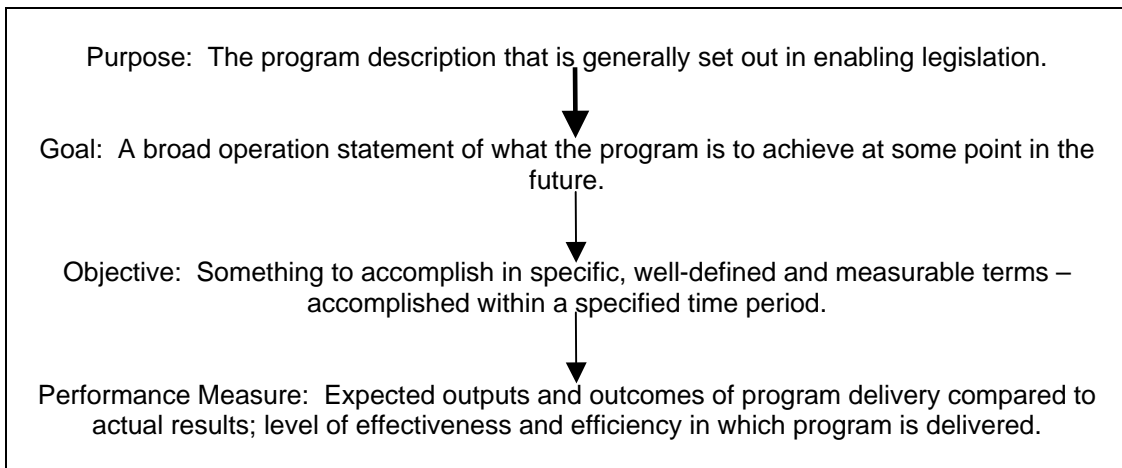 Purpose:  The program description that is generally set out in enabling legislation.
Goal:  A broad operation statement of what the program is to achieve at some point in the
future.
Objective:  Something to accomplish in specific, well-defined and measurable terms –
accomplished within a specified time period.
Performance Measure:  Expected outputs and outcomes of program delivery compared to
actual results; level of effectiveness and efficiency in which program is delivered.